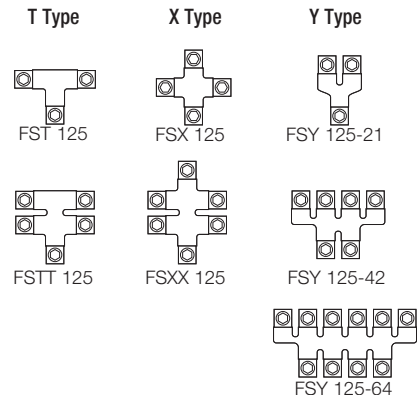 T Type X Type Y Type
FST 125 FSX 125 FSY 125-21
FSTT 125 FSXX 125 FSY 125-42
FSY 125-64